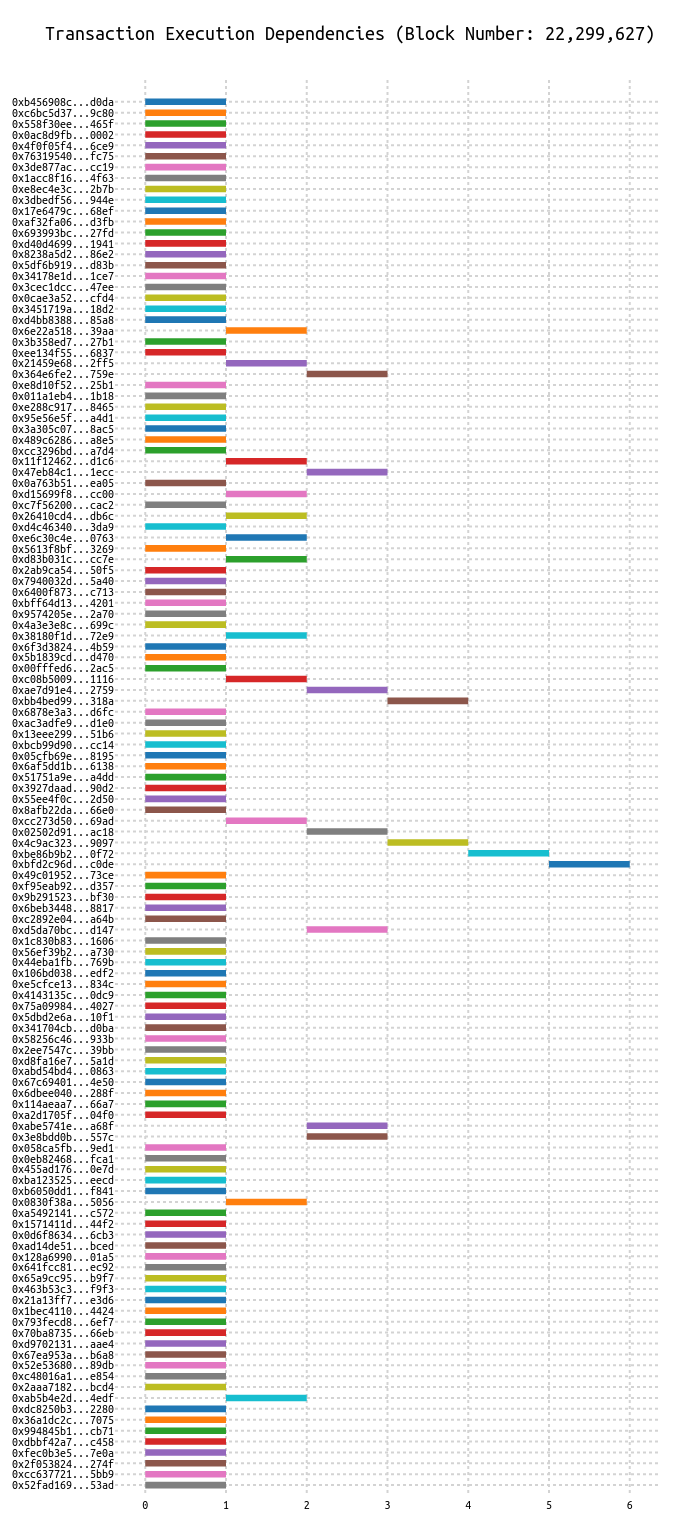 Transaction Execution Dependencies (Block Number: 22,299,627)
0xb456908c...d0da
0xc6bc5d37...9c80
0x558f30ee...465f
0x0ac8d9fb...0002
0x4f0f05f4...6ce9
0x76319540...fc75
0x3de877ac...cc19
0x1acc8f16...4f63
0xe8ec4e3c...2b7b
0x3dbedf56...944e
0x17e6479c...68ef
0xaf32fa06...d3fb
0x693993bc...27fd
0xd40d4699...1941
0x8238a5d2...86e2
0x5df6b919...d83b
0x34178e1d...1ce7
0x3cec1dcc...47ee
0x0cae3a52...cfd4
0x3451719a...18d2
0xd4bb8388...85a8
0x6e22a518...39aa
0x3b358ed7...27b1
0xee134f55...6837
0x21459e68...2ff5
0x364e6fe2...759e
0xe8d10f52...25b1
0x011a1eb4...1b18
0xe288c917...8465
0x95e56e5f...a4d1
0x3a305c07...8ac5
0x489c6286...a8e5
0xcc3296bd...a7d4
0x11f12462...d1c6
0x47eb84c1...1ecc
0x0a763b51...ea05
0xd15699f8...cc00
0xc7f56200...cac2
0x26410cd4...db6c
0xd4c46340...3da9
0xe6c30c4e...0763
0x5613f8bf...3269
0xd83b031c...cc7e
0x2ab9ca54...50f5
0x7940032d...5a40
0x6400f873...c713
0xbff64d13...4201
0x9574205e...2a70
0x4a3e3e8c...699c
0x38180f1d...72e9
0x6f3d3824...4b59
0x5b1839cd...d470
0x00fffed6...2ac5
0xc08b5009...1116
0xae7d91e4...2759
0xbb4bed99...318a
0x6878e3a3...d6fc
0xac3adfe9...d1e0
0x13eee299...51b6
0xbcb99d90...cc14
0x05cfb69e...8195
0x6af5dd1b...6138
0x51751a9e...a4dd
0x3927daad...90d2
0x55ee4f0c...2d50
0x8afb22da...66e0
0xcc273d50...69ad
0x02502d91...ac18
0x4c9ac323...9097
0xbe86b9b2...0f72
0xbfd2c96d...c0de
0x49c01952...73ce
0xf95eab92...d357
0x9b291523...bf30
0x6beb3448...8817
0xc2892e04...a64b
0xd5da70bc...d147
0x1c830b83...1606
0x56ef39b2...a730
0x44eba1fb...769b
0x106bd038...edf2
0xe5cfce13...834c
0x4143135c...0dc9
0x75a09984...4027
0x5dbd2e6a...10f1
0x341704cb...d0ba
0x58256c46...933b
0x2ee7547c...39bb
0xd8fa16e7...5a1d
0xabd54bd4...0863
0x67c69401...4e50
0x6dbee040...288f
0x114aeaa7...66a7
0xa2d1705f...04f0
0xabe5741e...a68f
0x3e8bdd0b...557c
0x058ca5fb...9ed1
0x0eb82468...fca1
0x455ad176...0e7d
0xba123525...eecd
0xb6050dd1...f841
0x0830f38a...5056
0xa5492141...c572
0x1571411d...44f2
0x0d6f8634...6cb3
0xad14de51...bced
0x128a6990...01a5
0x641fcc81...ec92
0x65a9cc95...b9f7
0x463b53c3...f9f3
0x21a13ff7...e3d6
0x1bec4110...4424
0x793fecd8...6ef7
0x70ba8735...66eb
0xd9702131...aae4
0x67ea953a...b6a8
0x52e53680...89db
0xc48016a1...e854
0x2aaa7182...bcd4
0xab5b4e2d...4edf
0xdc8250b3...2280
0x36a1dc2c...7075
0x994845b1...cb71
0xdbbf42a7...c458
0xfec0b3e5...7e0a
0x2f053824...274f
0xcc637721...5bb9
0x52fad169...53ad
0 1 2 3 4 5 6